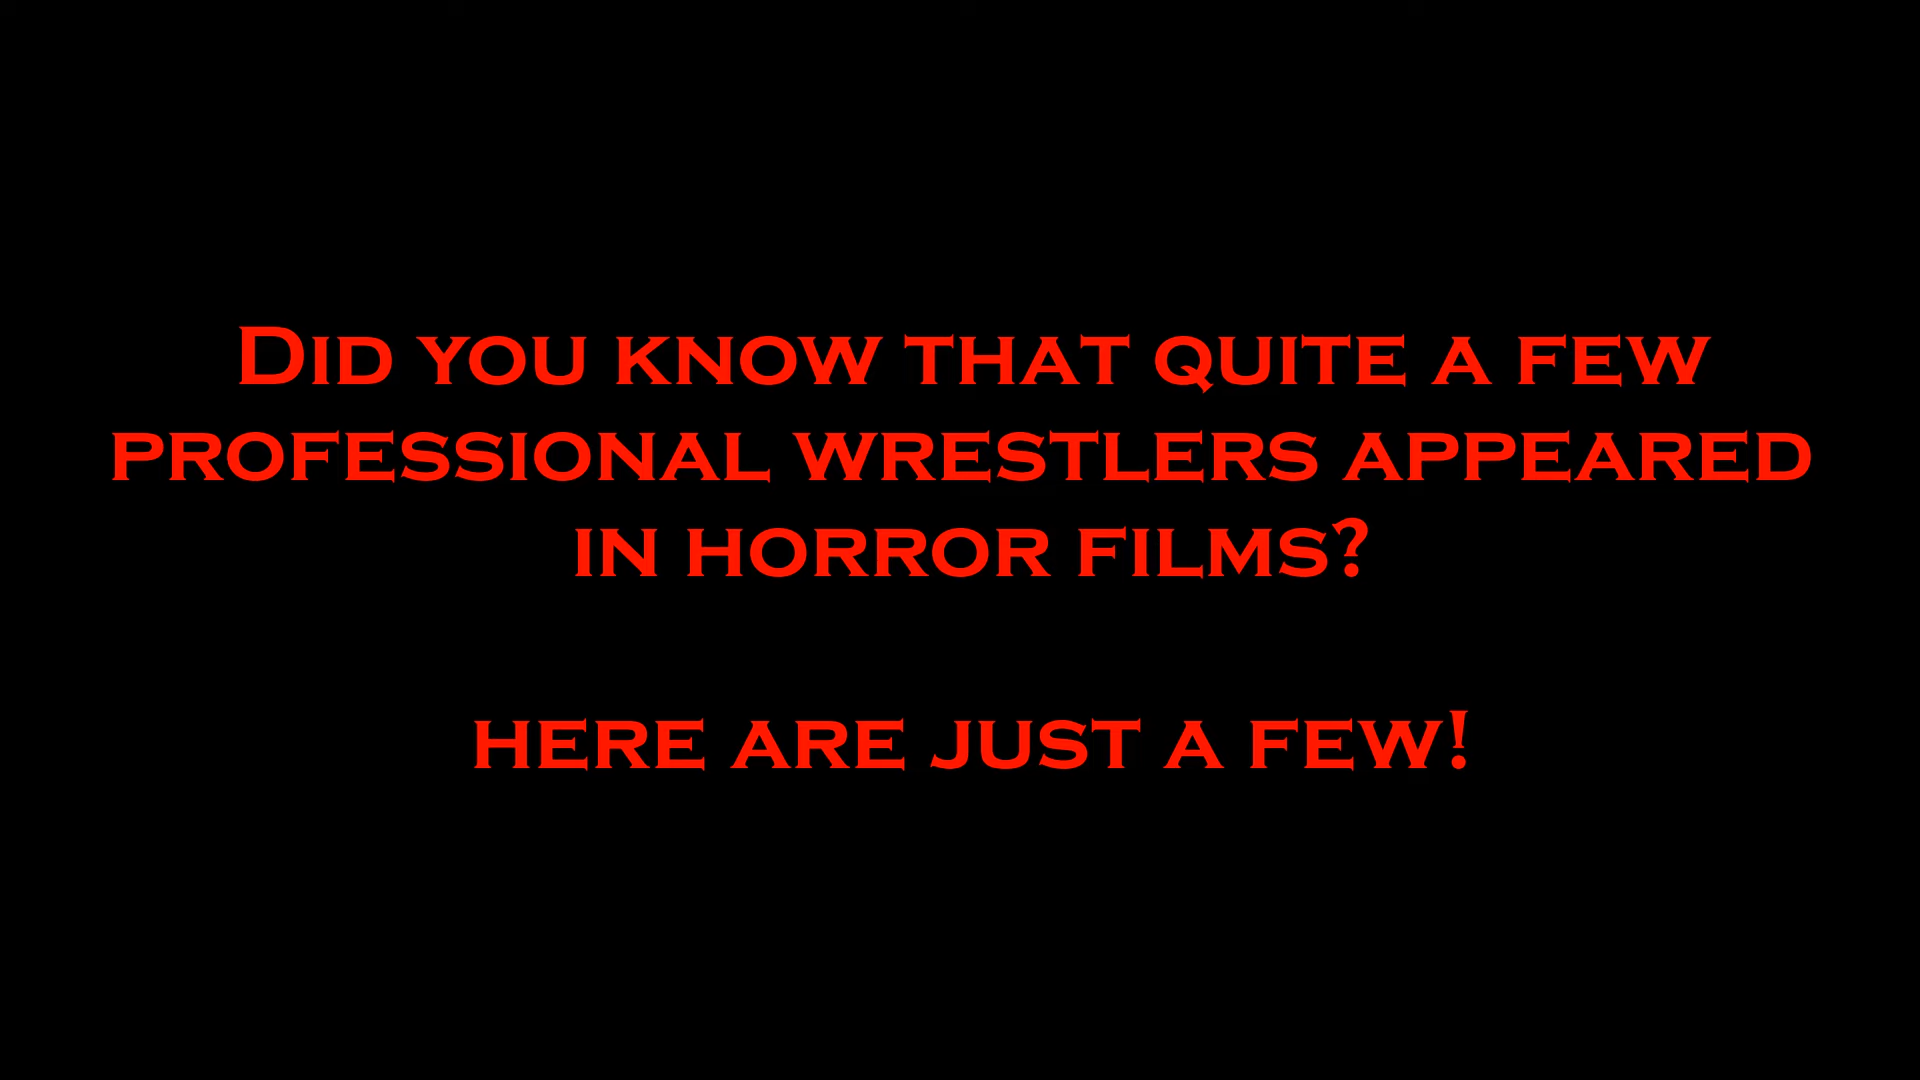 Did you know that quite a few
professional wrestlers appeared
in horror films?
here are just a few!